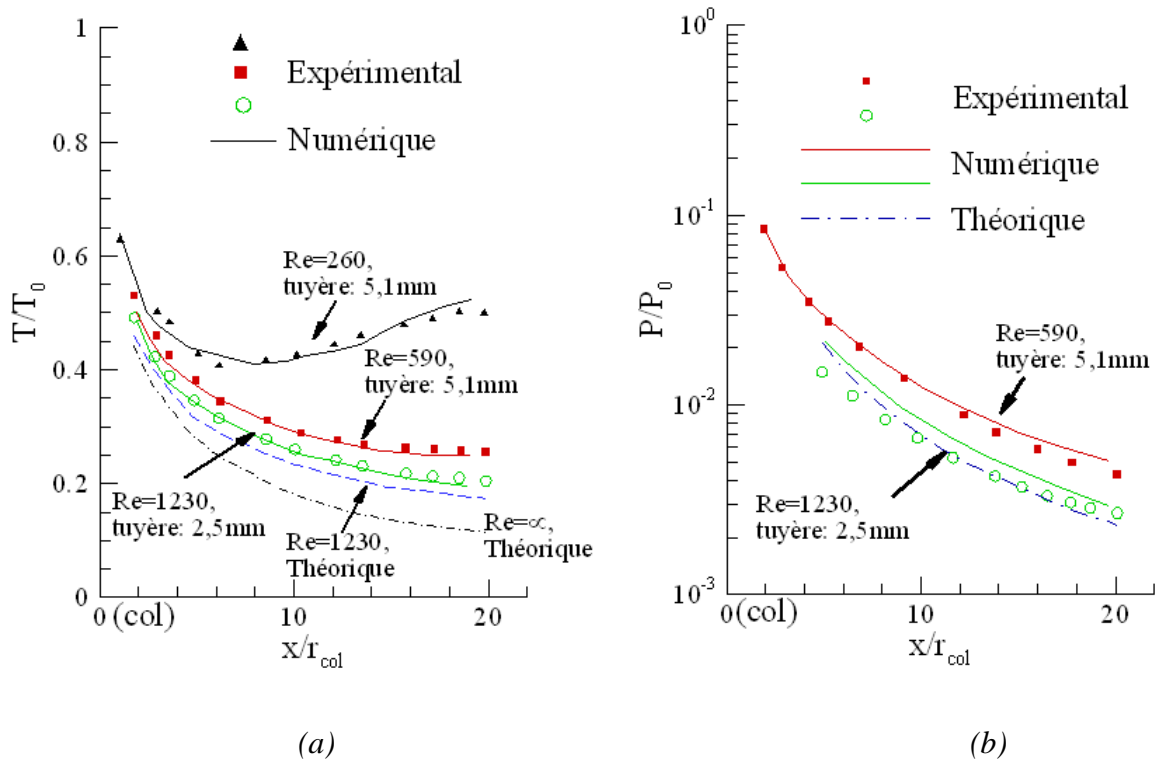 1
0.8
0.6
0.4
0.2
0
T/T0
Expérimental
Numérique
Re=260,
tuyère: 5,1mm
Re=590,
tuyère: 5,1mm
Re=1230,
tuyère: 2,5mm
Re=1230,
Théorique
Re=∞,
Théorique
0 (col) 10 20
x/rcol
(a)
10^0
10^-1
10^-2
10^-3
P/P0
Expérimental
Numérique
Théorique
Re=590,
tuyère: 5,1mm
Re=1230,
tuyère: 2,5mm
0 (col) 10 20
x/rcol
(b)